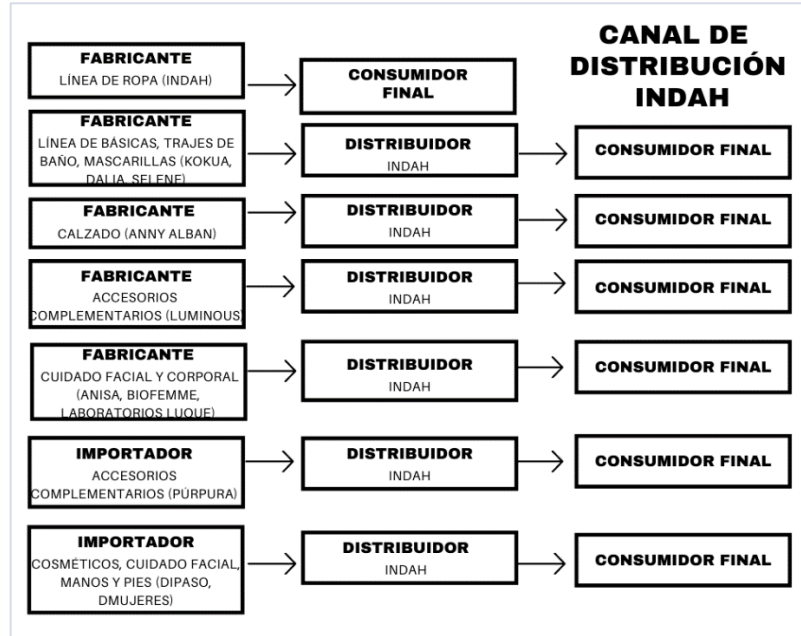 CANAL DE
DISTRIBUCIÓN
INDAH
FABRICANTE
LÍNEA DE ROPA (INDAH)
CONSUMIDOR
FINAL
FABRICANTE
LÍNEA DE BÁSICAS, TRAJES DE
BAÑO, MASCARILLAS (KOKUA,
DALIA, SELENE)
DISTRIBUIDOR
INDAH
CONSUMIDOR FINAL
FABRICANTE
CALZADO (ANNY ALBAN)
DISTRIBUIDOR
INDAH
CONSUMIDOR FINAL
FABRICANTE
ACCESORIOS
COMPLEMENTARIOS (LUMINOUS)
DISTRIBUIDOR
INDAH
CONSUMIDOR FINAL
FABRICANTE
CUIDADO FACIAL Y CORPORAL
(ANISA, BIOFEMME,
LABORATORIOS LUQUE)
DISTRIBUIDOR
INDAH
CONSUMIDOR FINAL
IMPORTADOR
ACCESORIOS
COMPLEMENTARIOS (PÚRPURA)
DISTRIBUIDOR
INDAH
CONSUMIDOR FINAL
IMPORTADOR
COSMÉTICOS, CUIDADO FACIAL,
MANOS Y PIES (DIPASO,
DMUJERES)
DISTRIBUIDOR
INDAH
CONSUMIDOR FINAL